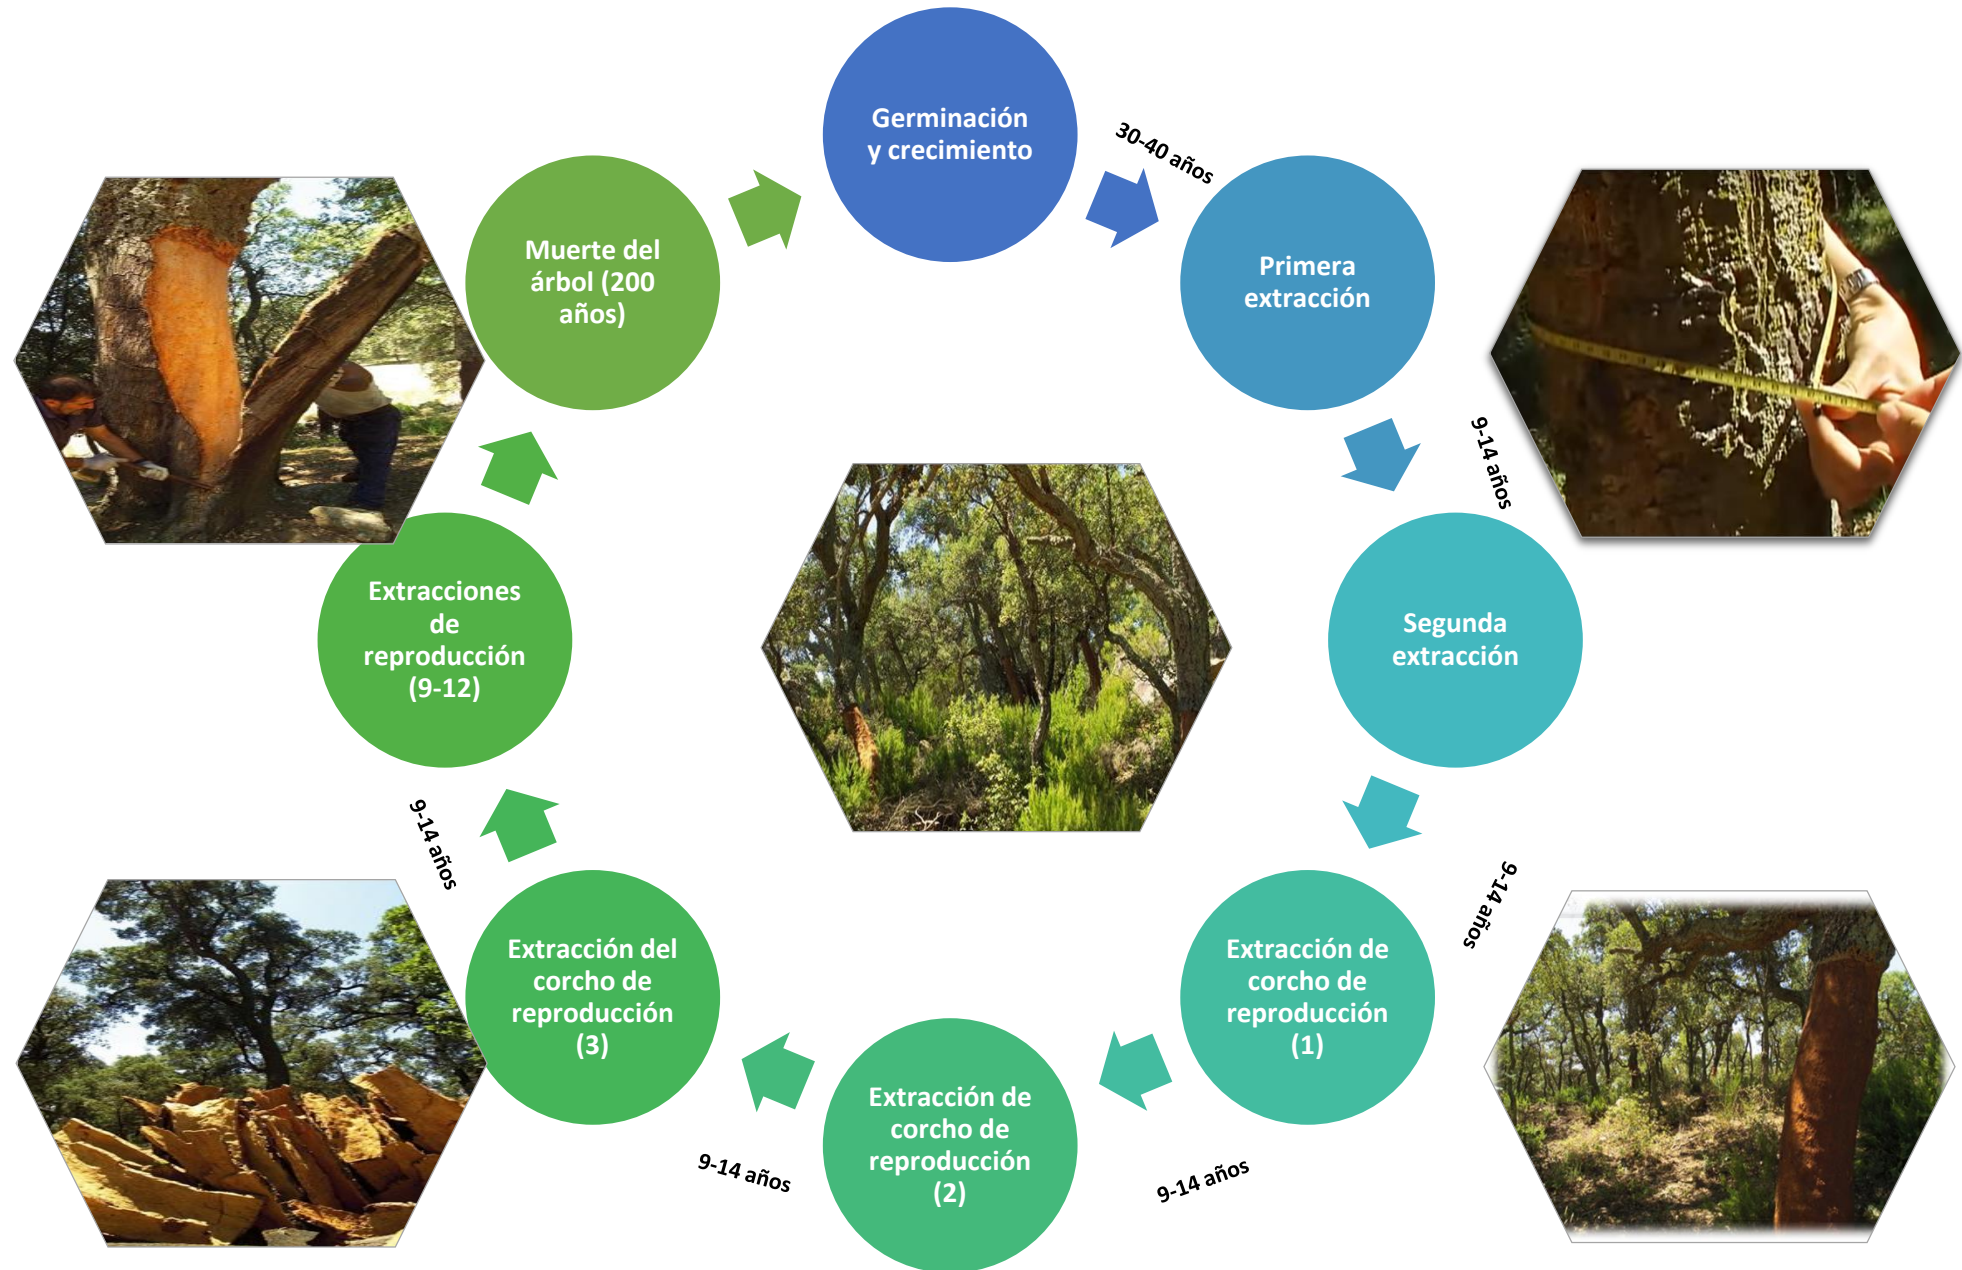 Germinación
y crecimiento
30-40 años
Primera
extracción
9-14 años
Segunda
extracción
9-14 años
Extracción de
corcho de
reproducción
(1)
9-14 años
Extracción de
corcho de
reproducción
(2)
9-14 años
Extracción del
corcho de
reproducción
(3)
9-14 años
Extracciones
de
reproducción
(9-12)
Muerte del
árbol (200
años)